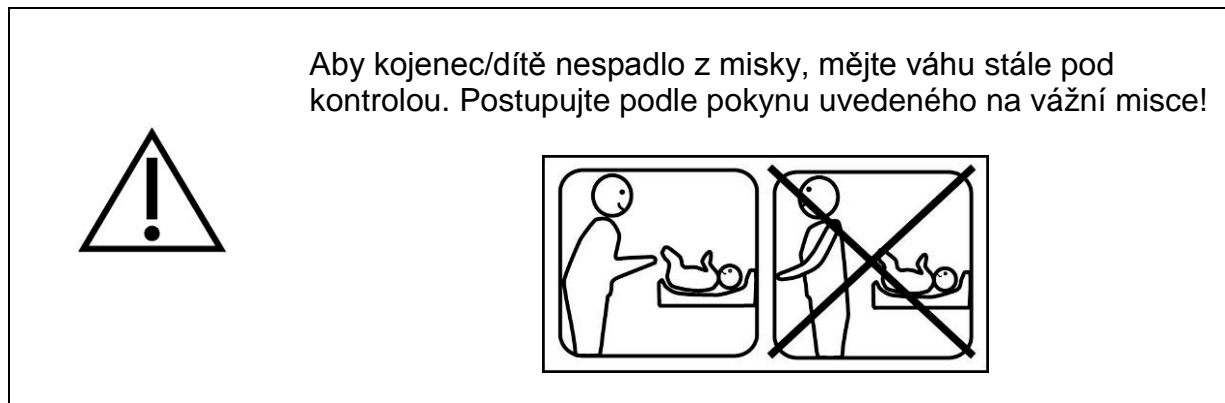 Aby kojenec/dítě nespadlo z misky, mějte váhu stále pod
kontrolou. Postupujte podle pokynu uvedeného na vážní misce!